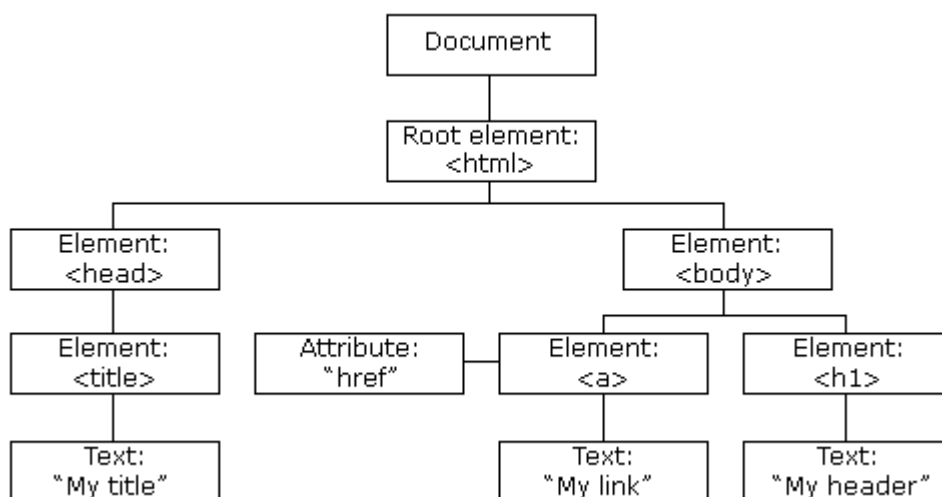 Document
Root element:
<html>
Element:
<head>
Element:
<body>
Element:
<title>
Attribute:
“href”
Element:
<a>
Element:
<h1>
Text:
“My title”
Text:
“My link”
Text:
“My header”